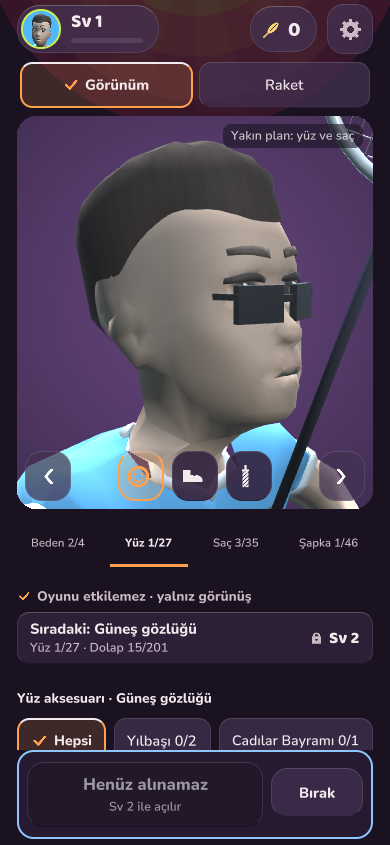 Sv 1
0
Görünüm
Raket
Yakın plan: yüz ve saç
Beden 2/4
Yüz 1/27
Saç 3/35
Şapka 1/46
Oyunu etkilemez · yalnız görünüş
Sıradaki: Güneş gözlüğü
Yüz 1/27 · Dolap 15/201
Sv 2
Yüz aksesuarı · Güneş gözlüğü
Hepsi
Yılbaşı 0/2
Cadılar Bayramı 0/1
Henüz alınamaz
Sv 2 ile açılır
Bırak